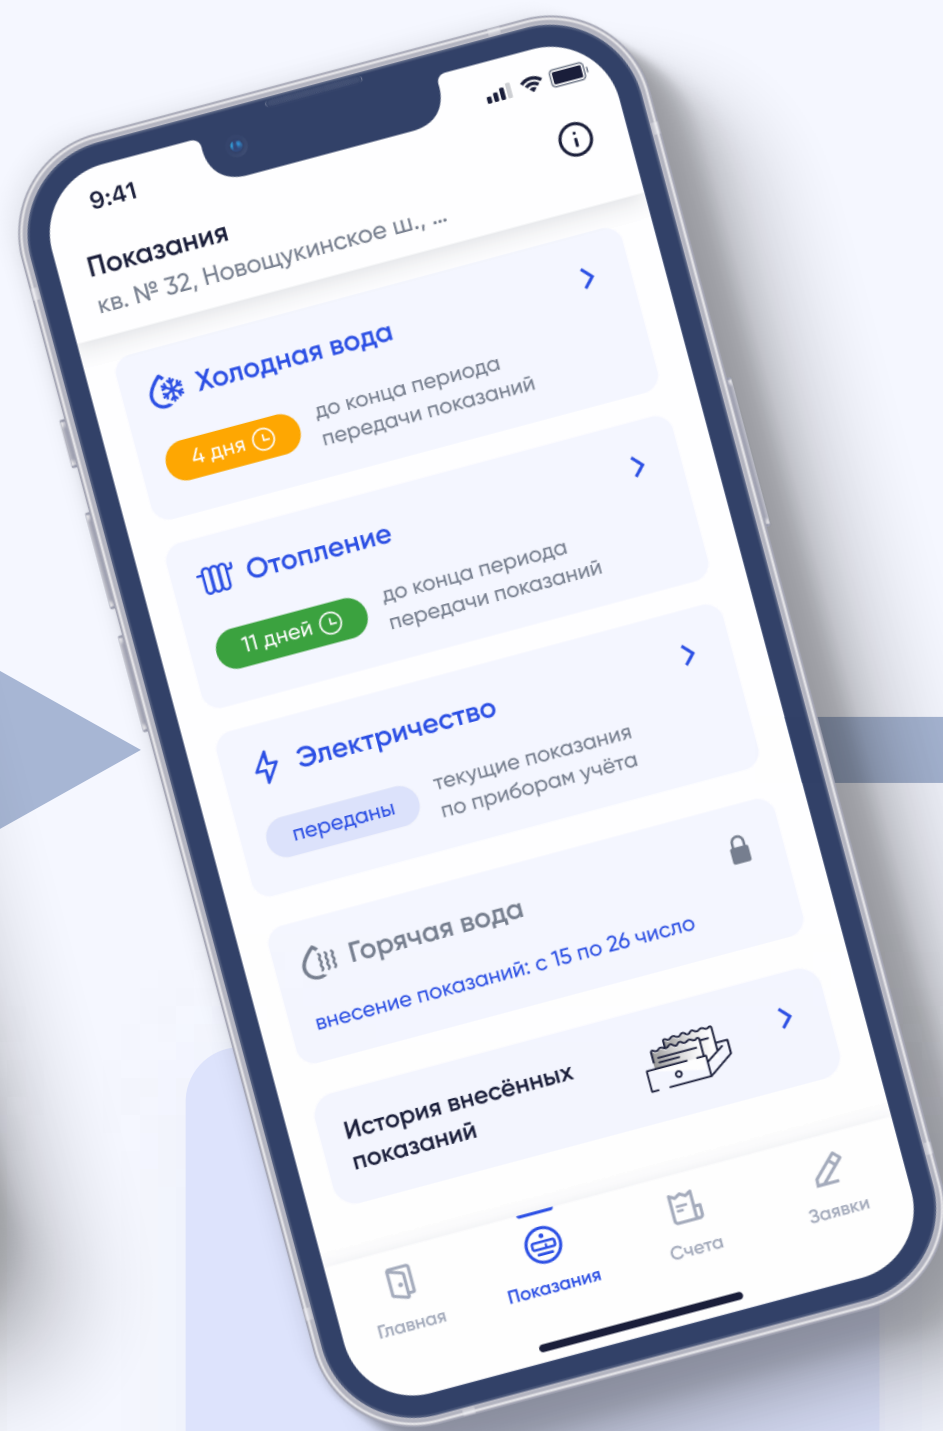 9:41
Показания
кв. № 32, Новощукинское ш., ...
Холодная вода
4 дня
до конца периода
передачи показаний
Отопление
11 дней
до конца периода
передачи показаний
Электричество
переданы
текущие показания
по приборам учёта
Горячая вода
внесение показаний: с 15 по 26 число
История внесённых
показаний
Главная
Показания
Счета
Заявки